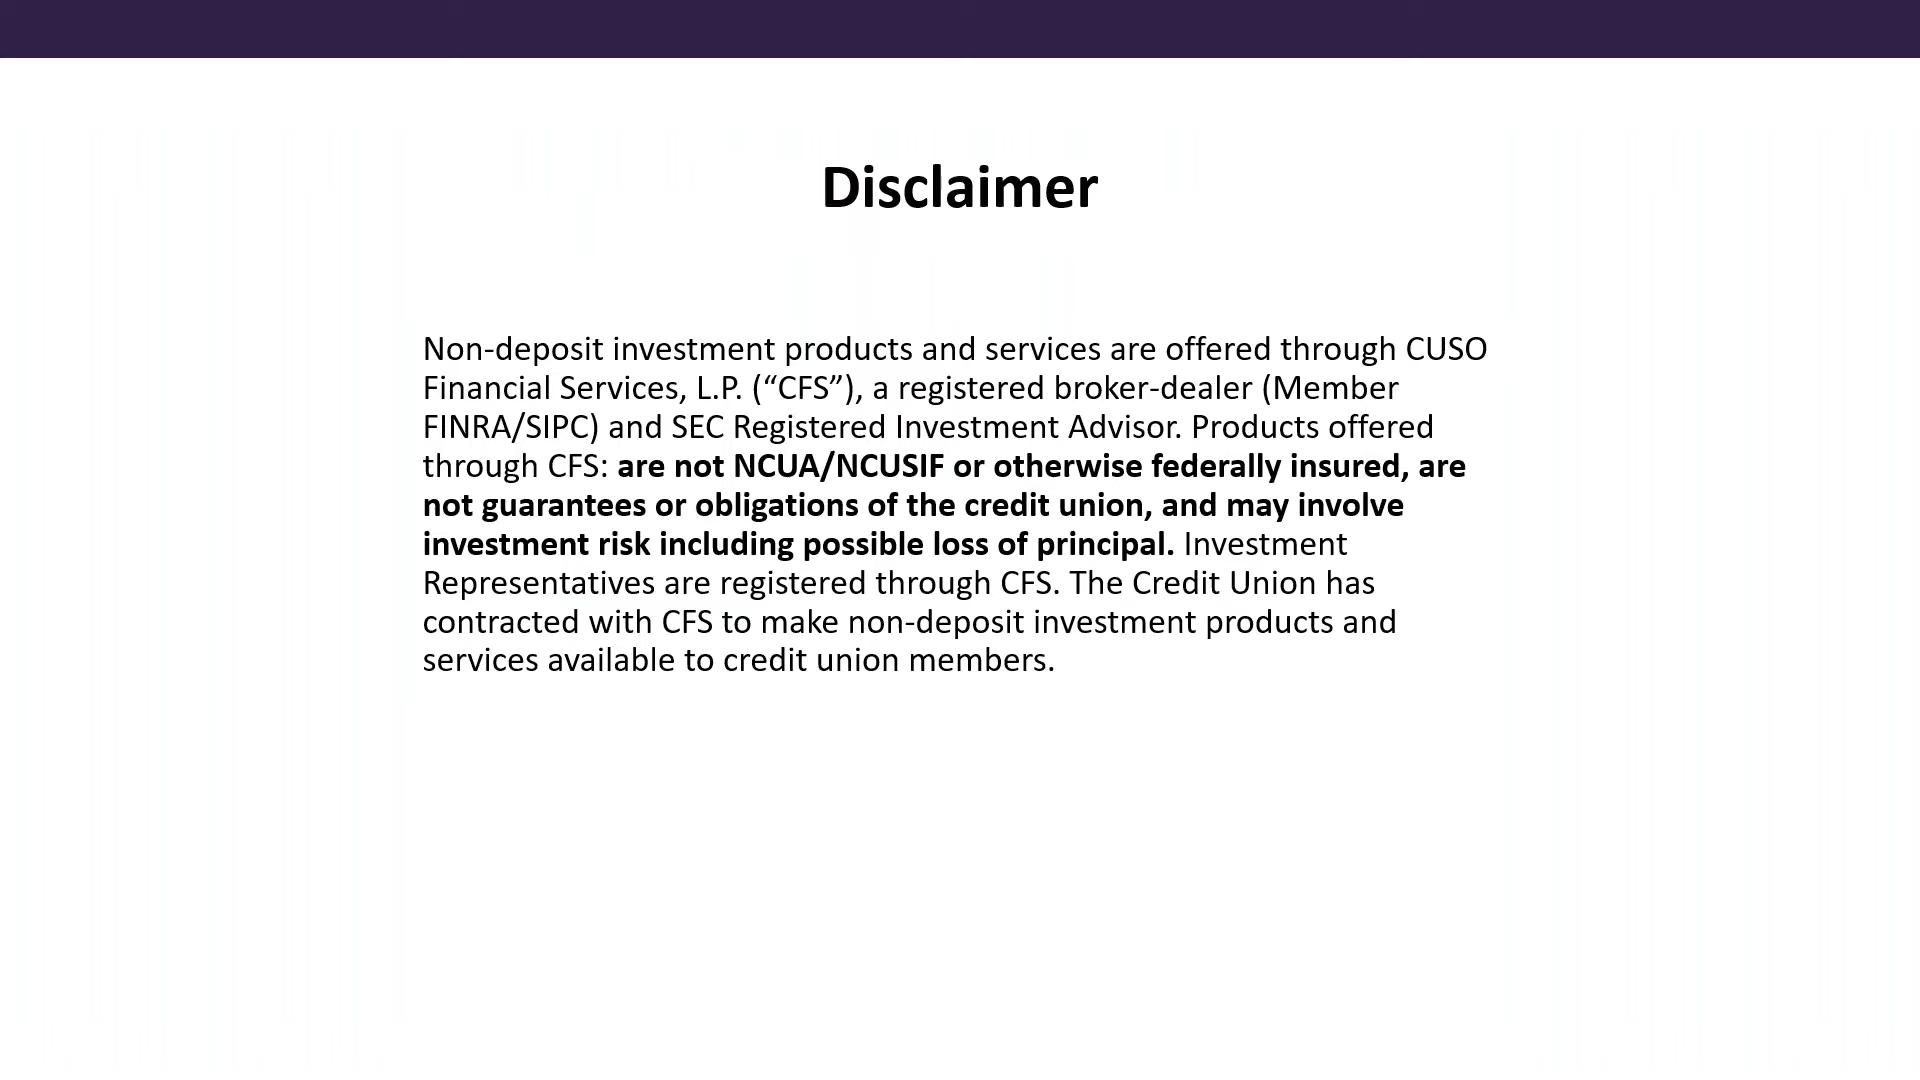 Disclaimer
Non-deposit investment products and services are offered through CUSO
Financial Services, L.P. (“CFS”), a registered broker-dealer (Member
FINRA/SIPC) and SEC Registered Investment Advisor. Products offered
through CFS: are not NCUA/NCUSIF or otherwise federally insured, are
not guarantees or obligations of the credit union, and may involve
investment risk including possible loss of principal. Investment
Representatives are registered through CFS. The Credit Union has
contracted with CFS to make non-deposit investment products and
services available to credit union members.